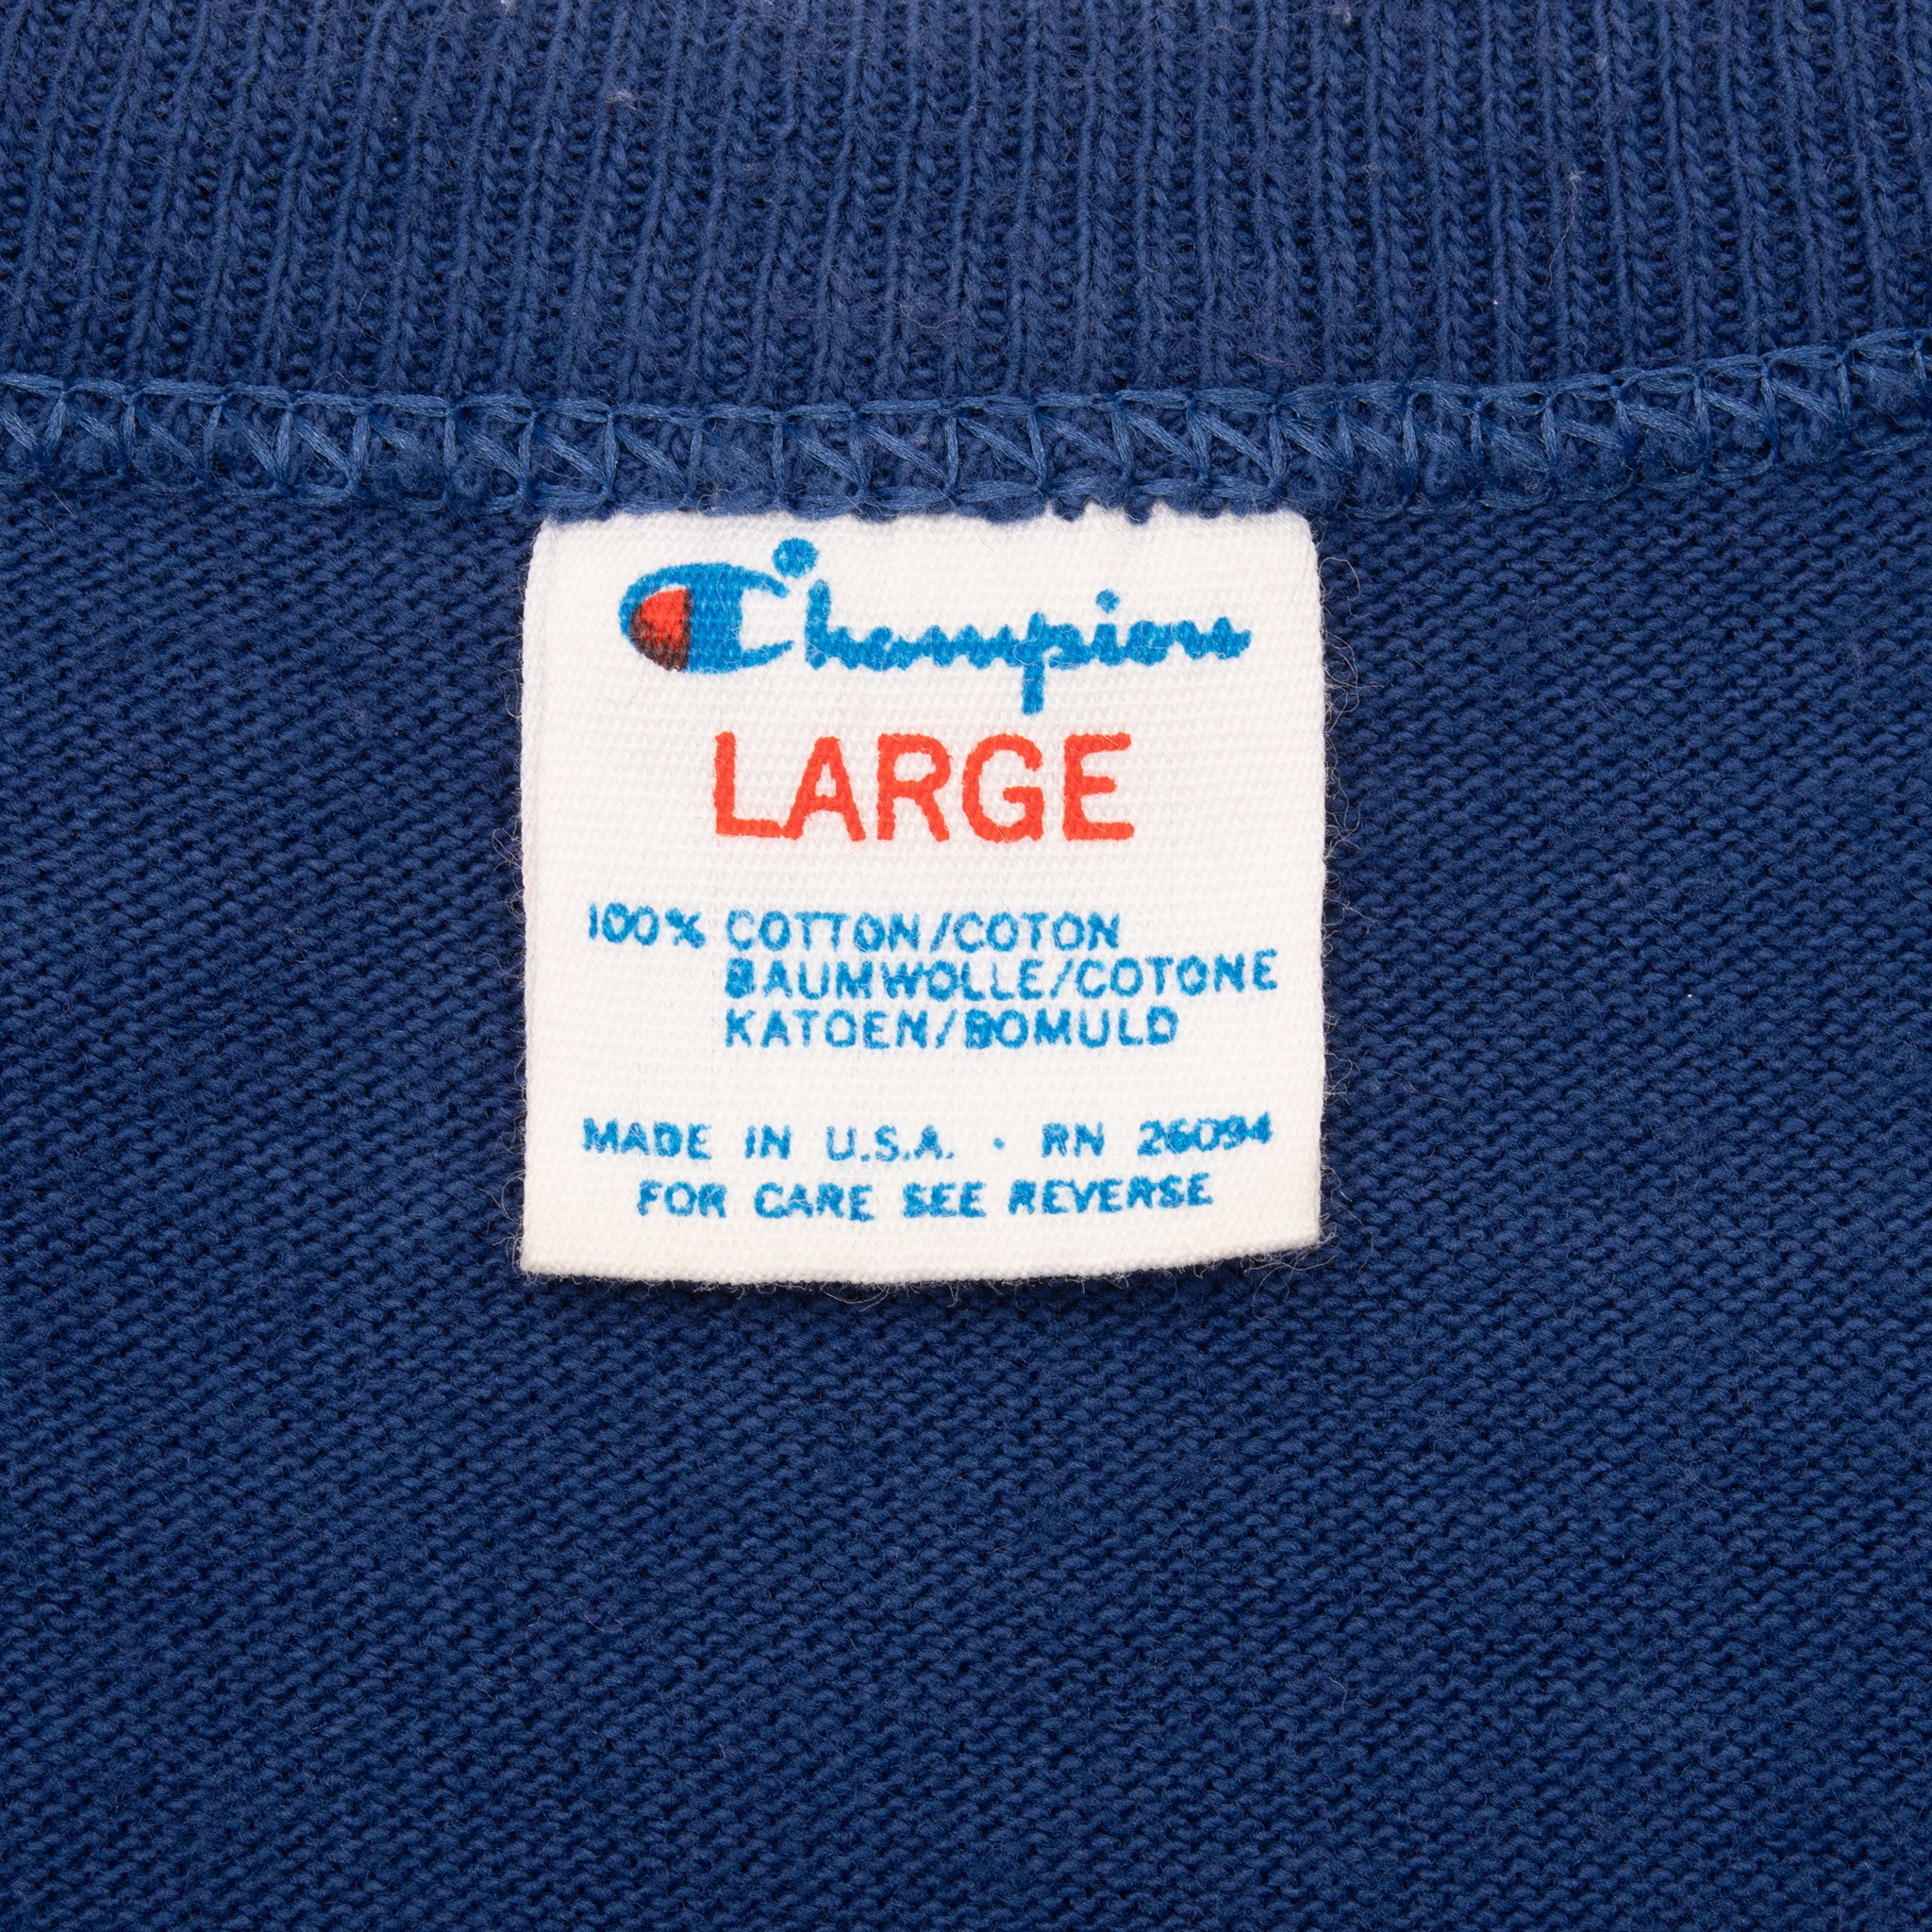 Champion
LARGE
100% COTTON/COTON
BAUMWOLLE/COTONE
KATOEN/BOMULD
MADE IN U.S.A. · RN 26094
FOR CARE SEE REVERSE